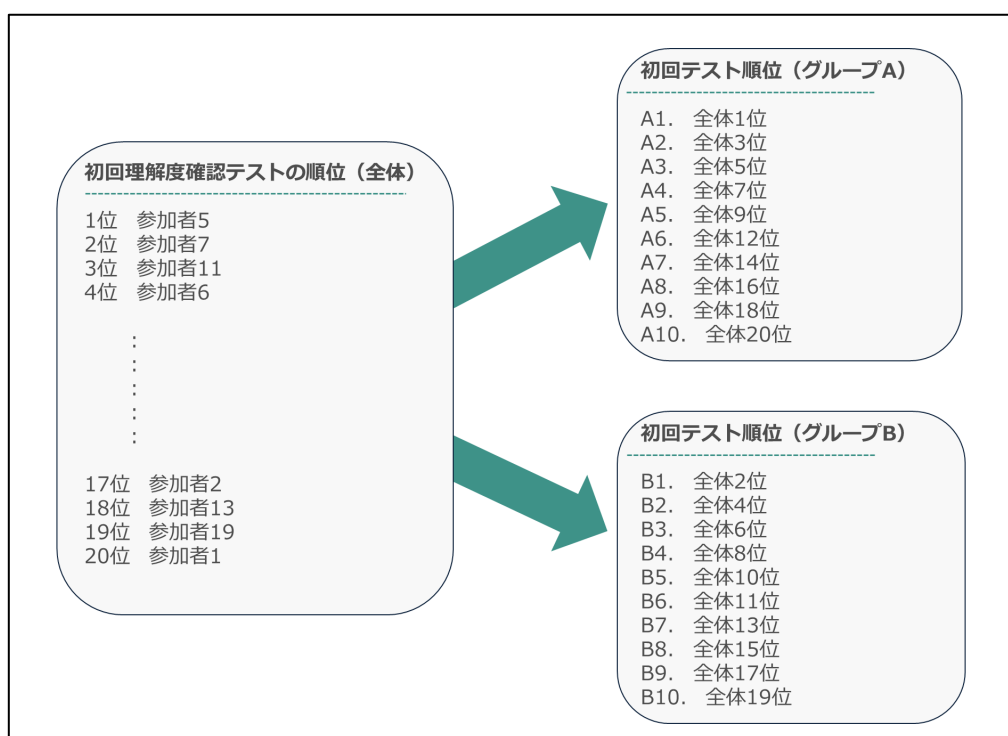 初回理解度確認テストの順位（全体）
1位　参加者5
2位　参加者7
3位　参加者11
4位　参加者6
:
:
:
:
:
17位　参加者2
18位　参加者13
19位　参加者19
20位　参加者1
初回テスト順位（グループA）
A1.　全体1位
A2.　全体3位
A3.　全体5位
A4.　全体7位
A5.　全体9位
A6.　全体12位
A7.　全体14位
A8.　全体16位
A9.　全体18位
A10.　全体20位
初回テスト順位（グループB）
B1.　全体2位
B2.　全体4位
B3.　全体6位
B4.　全体8位
B5.　全体10位
B6.　全体11位
B7.　全体13位
B8.　全体15位
B9.　全体17位
B10.　全体19位